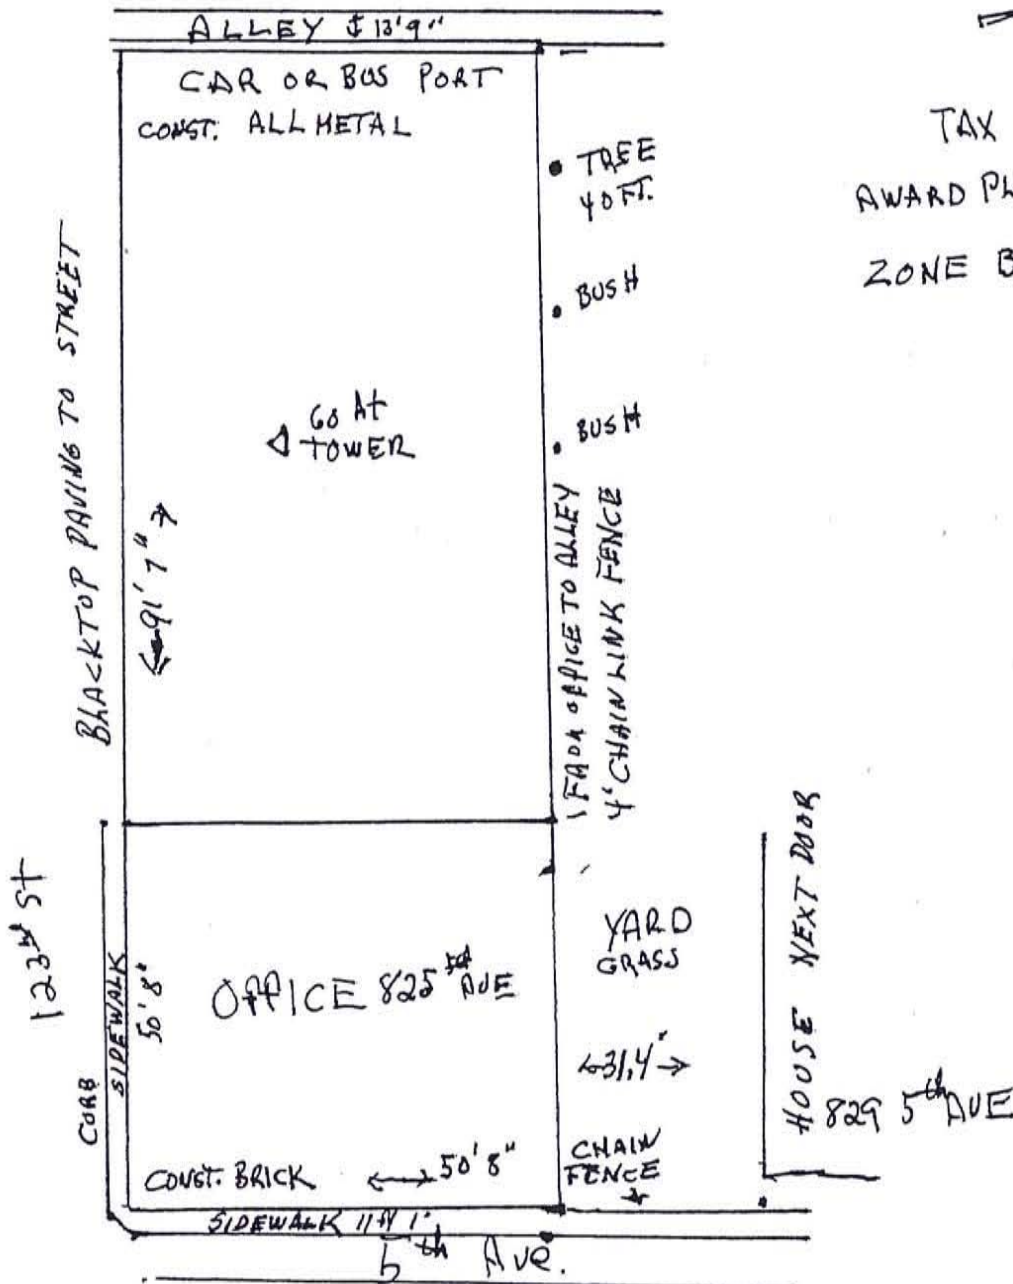 ALLEY ₵ 13'9"
CAR OR BUS PORT
CONST. ALL METAL
TREE
40 FT.
BUSH
BUSH
60 ft
TOWER
TAX
AWARD PL
ZONE B
BLACKTOP PAVING TO STREET
91' 7"
OFFICE TO ALLEY
4' CHAIN LINK FENCE
123rd St
CURB
SIDEWALK
50' 8"
OFFICE 825 5th AVE
YARD
GRASS
31,4"
HOUSE NEXT DOOR
829 5th AVE
CONST. BRICK
50' 8"
CHAIN
FENCE
SIDEWALK 11 ft 1"
5th Ave.